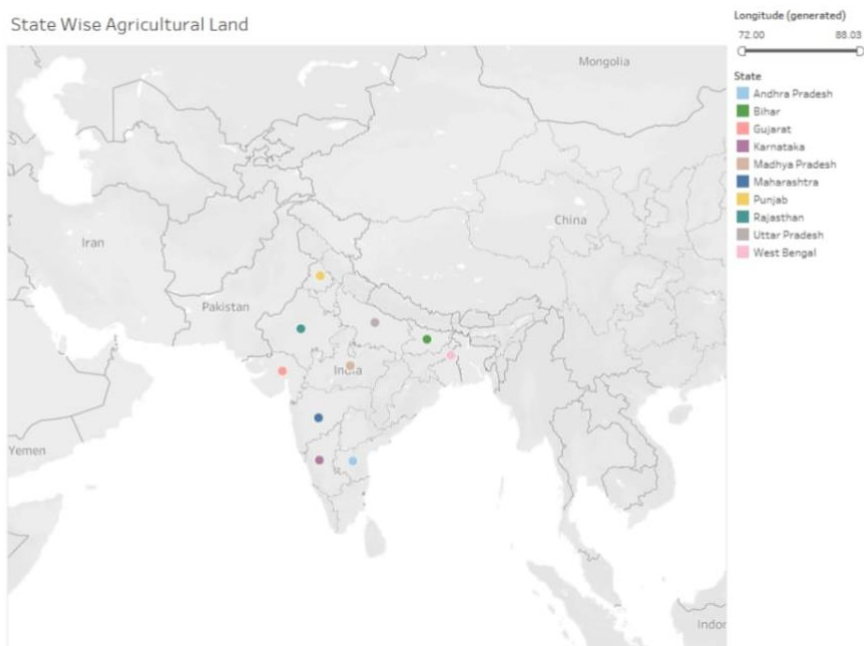 State Wise Agricultural Land
Longitude (generated)
72.00 88.03
State
Andhra Pradesh
Bihar
Gujarat
Karnataka
Madhya Pradesh
Maharashtra
Punjab
Rajasthan
Uttar Pradesh
West Bengal
Mongolia
China
Iran
Pakistan
India
Yemen
Indor